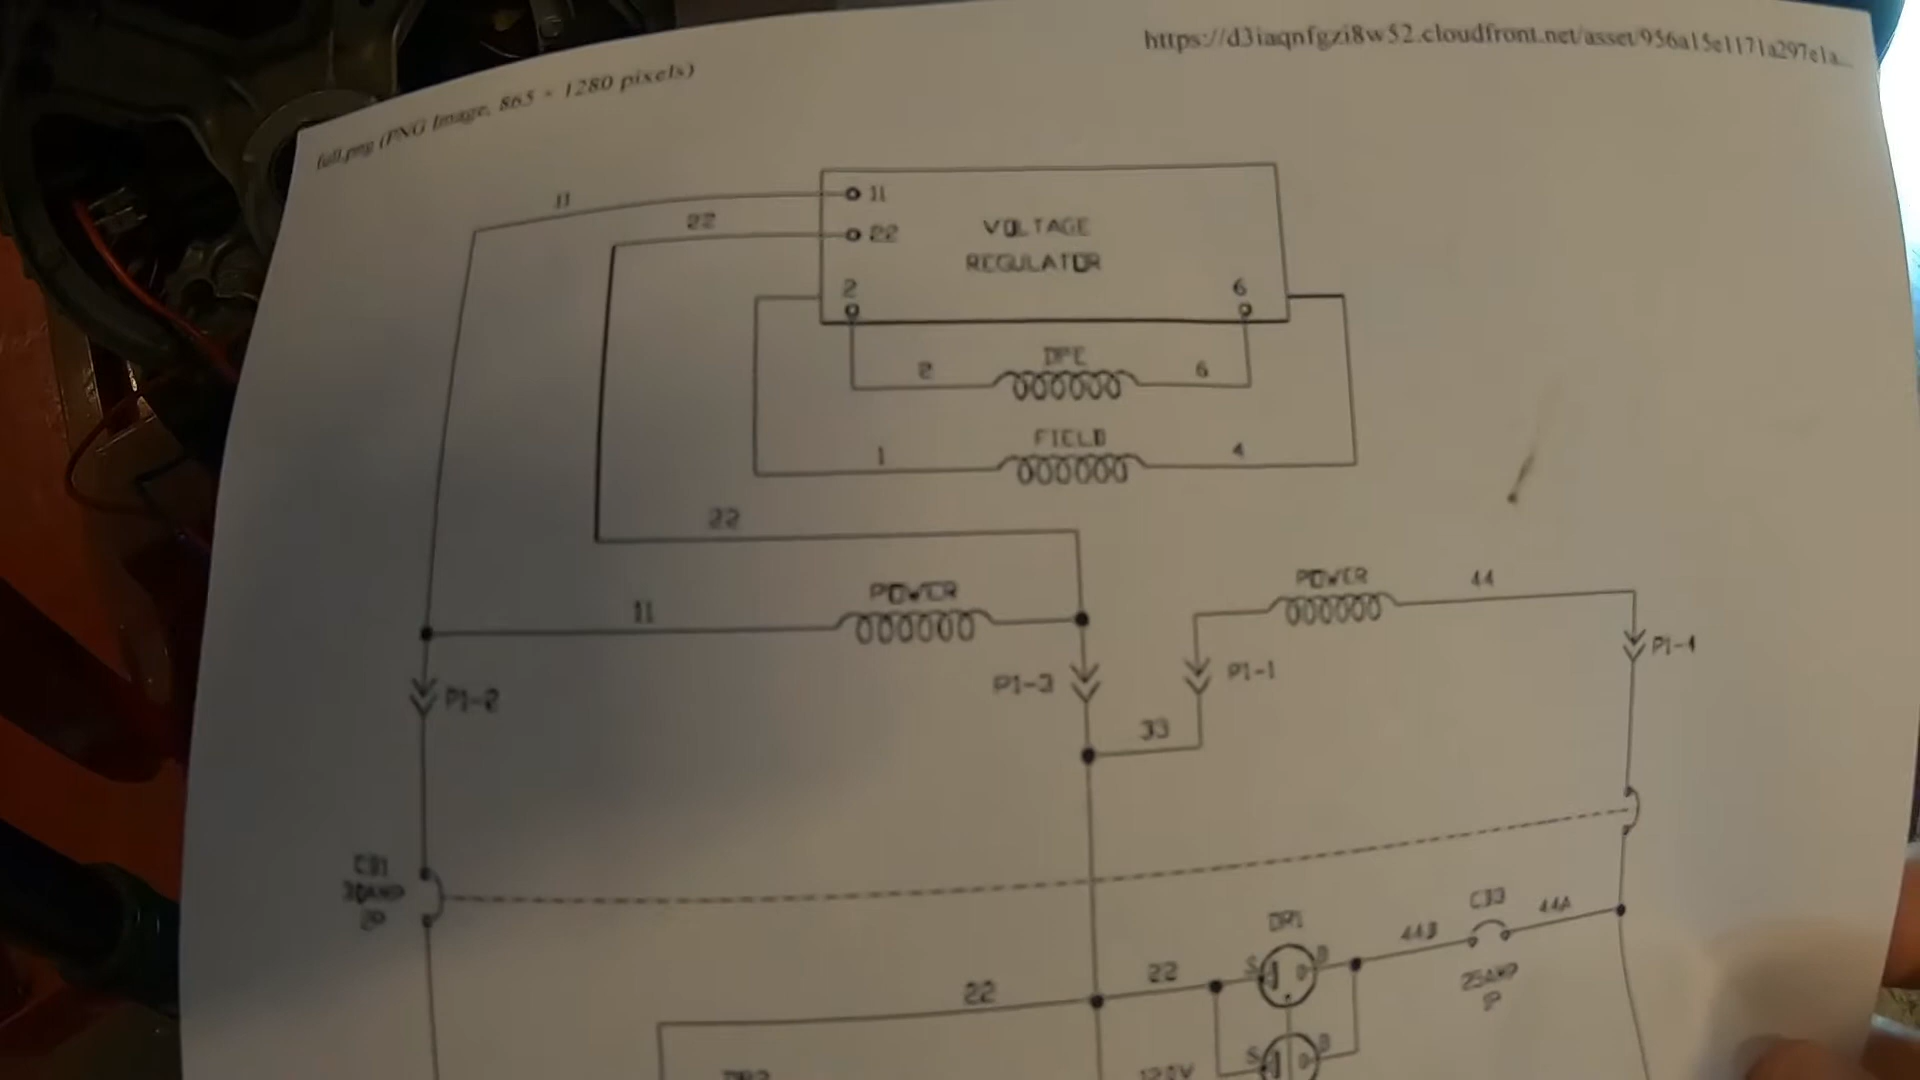 full.png (PNG Image, 865 × 1280 pixels)
https://d3iaqnfgzi8w52.cloudfront.net/asset/956a15e1171a297e1a...
11
11
22
22
VOLTAGE
REGULATOR
2
6
2
DPE
6
1
FIELD
4
22
11
POWER
POWER
44
P1-2
P1-3
P1-1
P1-4
33
CB1
30AMP
2P
DR1
44B
CB3
44A
25AMP
S
B
22
22
S
B
120V